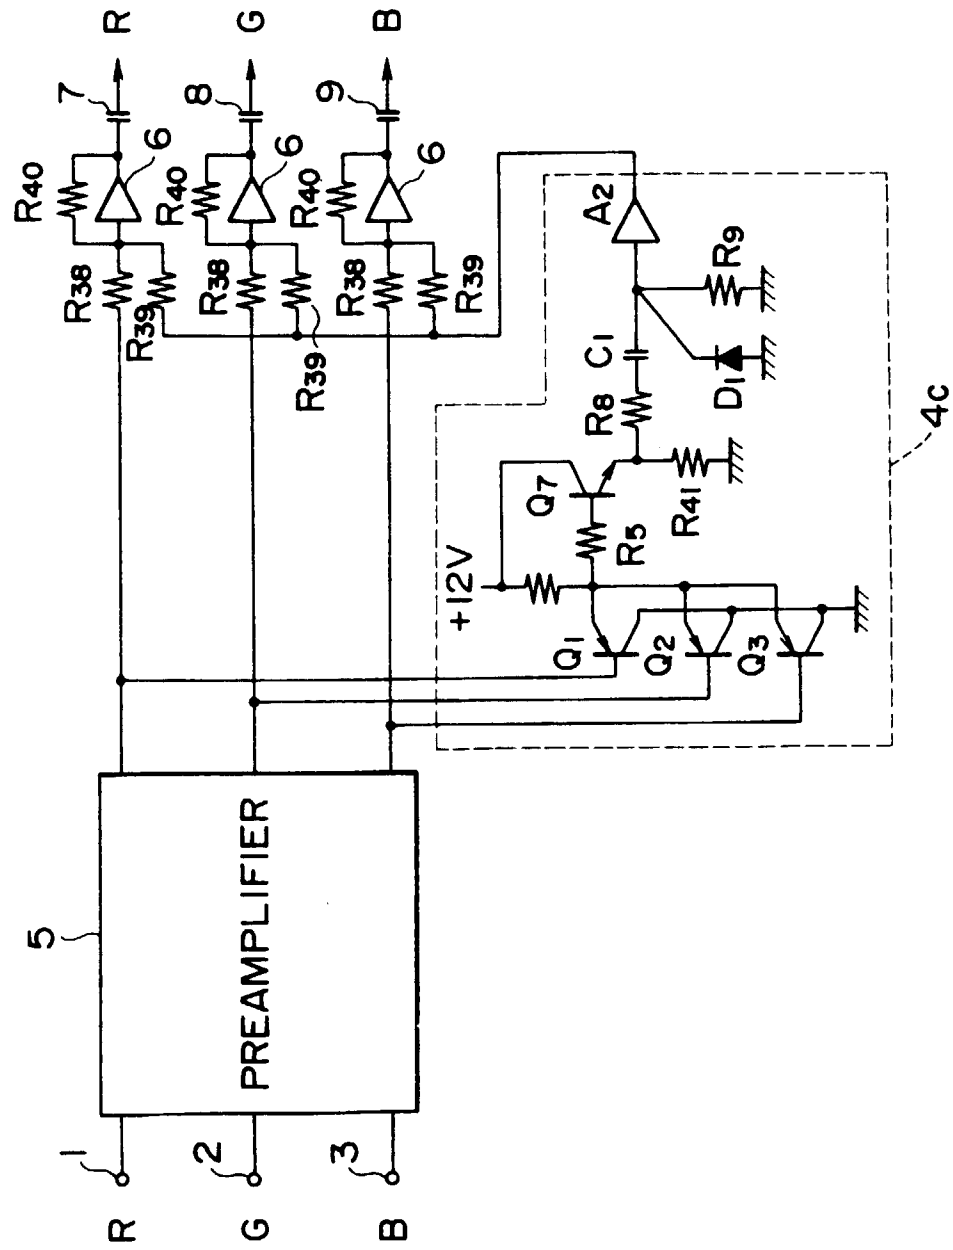 R
G
B
1
2
3
5
PREAMPLIFIER
R38
R39
R40
6
7
R
R38
R39
R40
6
8
G
R38
R39
R40
6
9
B
+12V
Q1
Q2
Q3
R5
Q7
R41
R8
C1
D1
R9
A2
4c